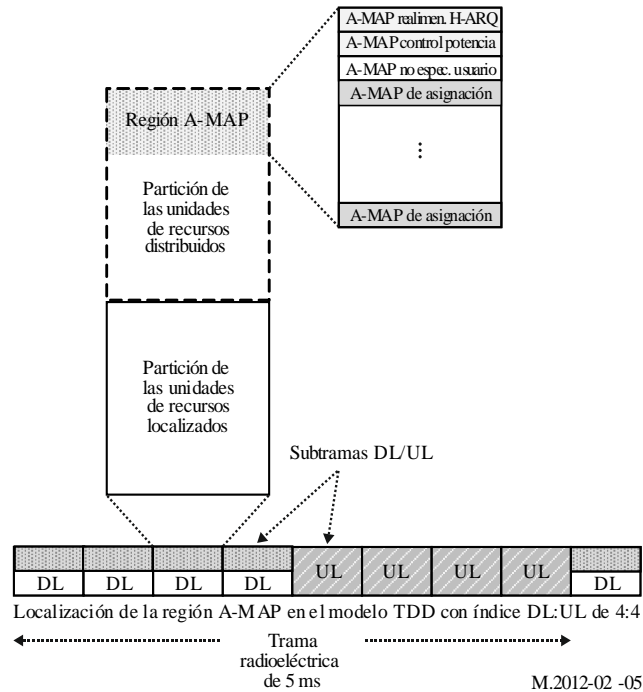 A-MAP realimen. H-ARQ
A-MAP control potencia
A-MAP no espec. usuario
A-MAP de asignación
A-MAP de asignación
Región A-MAP
Partición de
las unidades
de recursos
distribuidos
Partición de
las unidades
de recursos
localizados
Subtramas DL/UL
DL DL DL DL UL UL UL UL DL
Localización de la región A-MAP en el modelo TDD con índice DL:UL de 4:4
Trama
radioeléctrica
de 5 ms
M.2012-02 -05